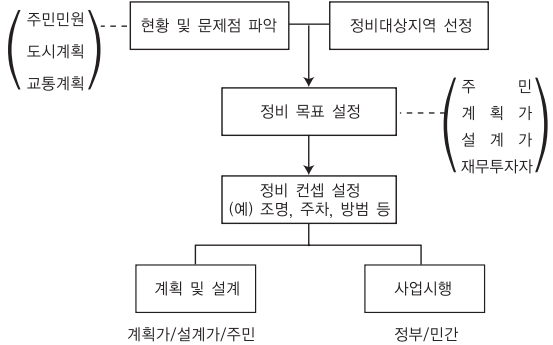 주민민원
도시계획
교통계획
현황 및 문제점 파악
정비대상지역 선정
정비 목표 설정
주 민
계 획 가
설 계 가
재무투자자
정비 컨셉 설정
(예) 조명, 주차, 방범 등
계획 및 설계
사업시행
계획가/설계가/주민
정부/민간